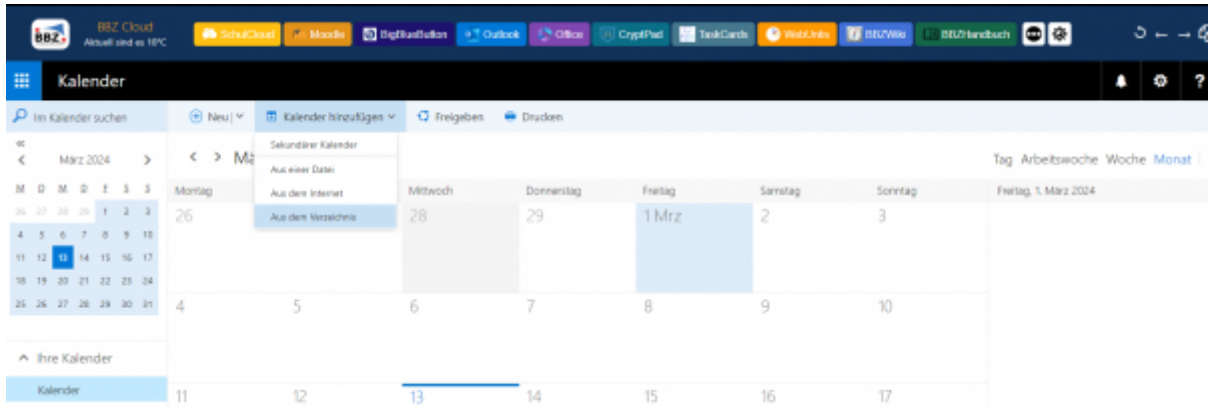 BBZ Cloud
BBZ. Aktuell sind es 10°C
SchulCloud Moodle BigBlueButton Outlook Office CryptPad TaskCards WebUntis BBZWiki BBZHandbuch
Kalender
?
Im Kalender suchen Neu Kalender hinzufügen Freigeben Drucken
Sekundärer Kalender
Aus einer Datei
Aus dem Internet
Aus dem Verzeichnis
« 
< März 2024 >
M D M D F S S
26 27 28 29 1 2 3
4 5 6 7 8 9 10
11 12 13 14 15 16 17
18 19 20 21 22 23 24
25 26 27 28 29 30 31
Ihre Kalender
Kalender
< > Mä
Tag Arbeitswoche Woche Monat
Montag Mittwoch Donnerstag Freitag Samstag Sonntag
Freitag, 1. März 2024
26 28 29 1 Mrz 2 3
4 5 6 7 8 9 10
11 12 13 14 15 16 17